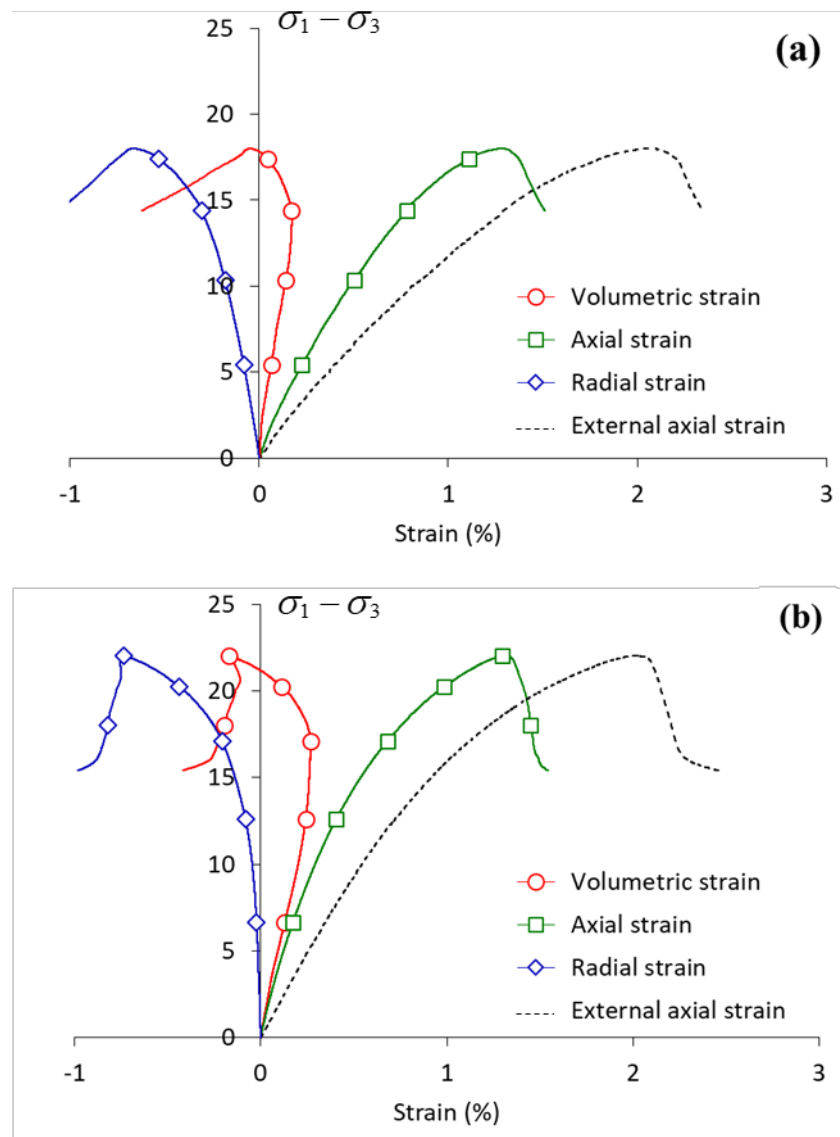 σ₁ − σ₃
(a)
25
20
15
10
5
0
Volumetric strain
Axial strain
Radial strain
External axial strain
-1 0 1 2 3
Strain (%)
σ₁ − σ₃
(b)
25
20
15
10
5
0
Volumetric strain
Axial strain
Radial strain
External axial strain
-1 0 1 2 3
Strain (%)